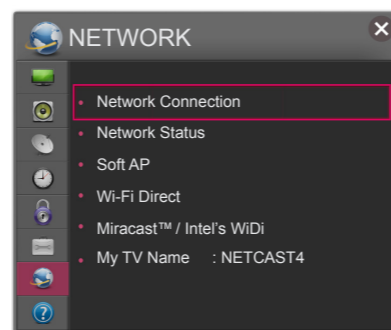 NETWORK
Network Connection
Network Status
Soft AP
Wi-Fi Direct
Miracast™ / Intel's WiDi
My TV Name : NETCAST4